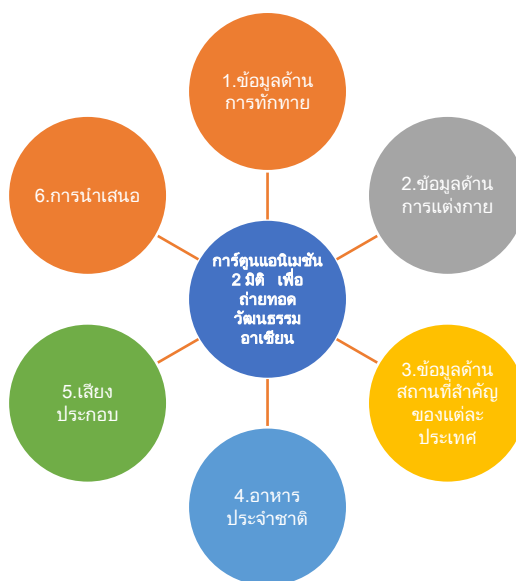 1.ข้อมูลด้าน
การทักทาย
2.ข้อมูลด้าน
การแต่งกาย
3.ข้อมูลด้าน
สถานที่สำคัญ
ของแต่ละ
ประเทศ
4.อาหาร
ประจำชาติ
5.เสียง
ประกอบ
6.การนำเสนอ
การ์ตูนแอนิเมชัน
2 มิติ เพื่อ
ถ่ายทอด
วัฒนธรรม
อาเซียน